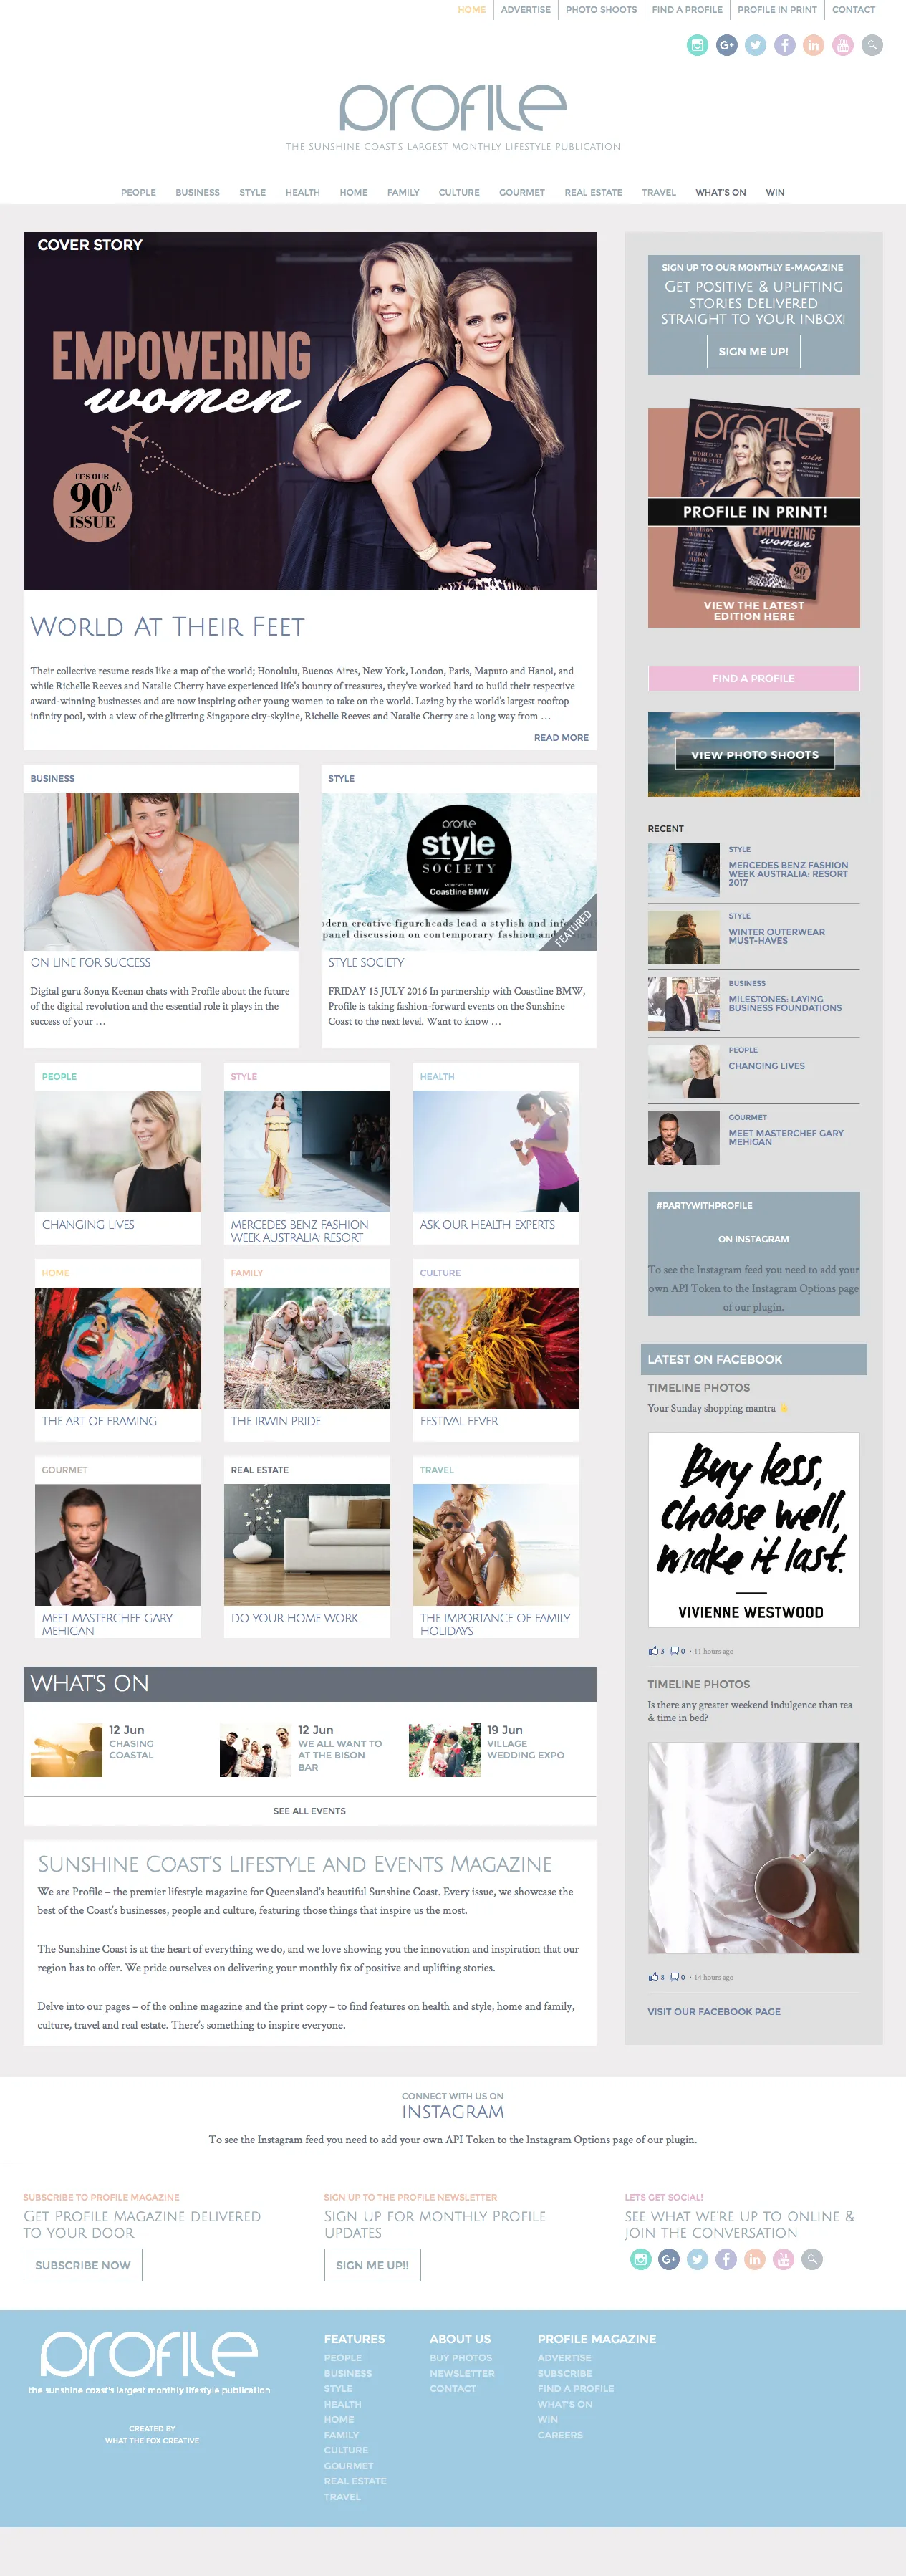 HOME
ADVERTISE
PHOTO SHOOTS
FIND A PROFILE
PROFILE IN PRINT
CONTACT
profile
THE SUNSHINE COAST'S LARGEST MONTHLY LIFESTYLE PUBLICATION
PEOPLE
BUSINESS
STYLE
HEALTH
HOME
FAMILY
CULTURE
GOURMET
REAL ESTATE
TRAVEL
WHAT'S ON
WIN
COVER STORY
EMPOWERING
women
IT'S OUR
90th
ISSUE
WORLD AT THEIR FEET
Their collective resume reads like a map of the world; Honolulu, Buenos Aires, New York, London, Paris, Maputo and Hanoi, and
while Richelle Reeves and Natalie Cherry have experienced life's bounty of treasures, they've worked hard to build their respective
award-winning businesses and are now inspiring other young women to take on the world. Lazing by the world's largest rooftop
infinity pool, with a view of the glittering Singapore city-skyline, Richelle Reeves and Natalie Cherry are a long way from …
READ MORE
BUSINESS
ON LINE FOR SUCCESS
Digital guru Sonya Keenan chats with Profile about the future
of the digital revolution and the essential role it plays in the
success of your …
STYLE
profile
style
SOCIETY
POWERED BY
Coastline BMW
odern creative figureheads lead a stylish and info
panel discussion on contemporary fashion and
FEATURED
STYLE SOCIETY
FRIDAY 15 JULY 2016 In partnership with Coastline BMW,
Profile is taking fashion-forward events on the Sunshine
Coast to the next level. Want to know …
PEOPLE
CHANGING LIVES
STYLE
MERCEDES BENZ FASHION
WEEK AUSTRALIA: RESORT
HEALTH
ASK OUR HEALTH EXPERTS
HOME
THE ART OF FRAMING
FAMILY
THE IRWIN PRIDE
CULTURE
FESTIVAL FEVER
GOURMET
MEET MASTERCHEF GARY
MEHIGAN
REAL ESTATE
DO YOUR HOME WORK
TRAVEL
THE IMPORTANCE OF FAMILY
HOLIDAYS
WHAT'S ON
12 Jun
CHASING
COASTAL
12 Jun
WE ALL WANT TO
AT THE BISON
BAR
19 Jun
VILLAGE
WEDDING EXPO
SEE ALL EVENTS
SUNSHINE COAST'S LIFESTYLE AND EVENTS MAGAZINE
We are Profile – the premier lifestyle magazine for Queensland's beautiful Sunshine Coast. Every issue, we showcase the
best of the Coast's businesses, people and culture, featuring those things that inspire us the most.
The Sunshine Coast is at the heart of everything we do, and we love showing you the innovation and inspiration that our
region has to offer. We pride ourselves on delivering your monthly fix of positive and uplifting stories.
Delve into our pages – of the online magazine and the print copy – to find features on health and style, home and family,
culture, travel and real estate. There's something to inspire everyone.
SIGN UP TO OUR MONTHLY E-MAGAZINE
GET POSITIVE & UPLIFTING
STORIES DELIVERED
STRAIGHT TO YOUR INBOX!
SIGN ME UP!
profile
WORLD AT
THEIR FEET
win
PROFILE IN PRINT!
THE IRON
WOMAN
ACTION
HERO
EMPOWERING
women
90
VIEW THE LATEST
EDITION HERE
FIND A PROFILE
VIEW PHOTO SHOOTS
RECENT
STYLE
MERCEDES BENZ FASHION
WEEK AUSTRALIA: RESORT
2017
STYLE
WINTER OUTERWEAR
MUST-HAVES
BUSINESS
MILESTONES: LAYING
BUSINESS FOUNDATIONS
PEOPLE
CHANGING LIVES
GOURMET
MEET MASTERCHEF GARY
MEHIGAN
#PARTYWITHPROFILE
ON INSTAGRAM
To see the Instagram feed you need to add your
own API Token to the Instagram Options page
of our plugin.
LATEST ON FACEBOOK
TIMELINE PHOTOS
Your Sunday shopping mantra
Buy less,
choose well,
make it last.
VIVIENNE WESTWOOD
3 0 · 11 hours ago
TIMELINE PHOTOS
Is there any greater weekend indulgence than tea
& time in bed?
8 0 · 14 hours ago
VISIT OUR FACEBOOK PAGE
CONNECT WITH US ON
INSTAGRAM
To see the Instagram feed you need to add your own API Token to the Instagram Options page of our plugin.
SUBSCRIBE TO PROFILE MAGAZINE
GET PROFILE MAGAZINE DELIVERED
TO YOUR DOOR
SUBSCRIBE NOW
SIGN UP TO THE PROFILE NEWSLETTER
SIGN UP FOR MONTHLY PROFILE
UPDATES
SIGN ME UP!!
LETS GET SOCIAL!
SEE WHAT WE'RE UP TO ONLINE &
JOIN THE CONVERSATION
profile
the sunshine coast's largest monthly lifestyle publication
CREATED BY
WHAT THE FOX CREATIVE
FEATURES
PEOPLE
BUSINESS
STYLE
HEALTH
HOME
FAMILY
CULTURE
GOURMET
REAL ESTATE
TRAVEL
ABOUT US
BUY PHOTOS
NEWSLETTER
CONTACT
PROFILE MAGAZINE
ADVERTISE
SUBSCRIBE
FIND A PROFILE
WHAT'S ON
WIN
CAREERS